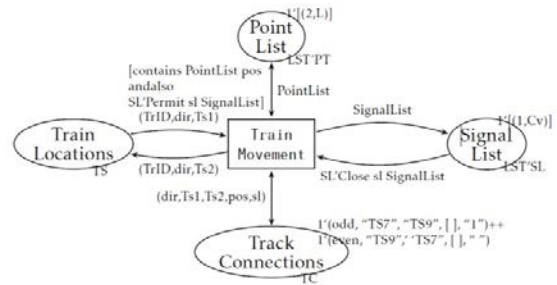 1'[(2,L)]
Point
List
LST'PT
[contains PointList pos
andalso
SL'Permit sl SignalList]
PointList
(TrID,dir,Ts1)
SignalList
1'[(1,Cv)]
Train
Locations
TS
Train
Movement
Signal
List
LST'SL
(TrID,dir,Ts2)
SL'Close sl SignalList
(dir,Ts1,Ts2,pos,sl)
1'(odd, "TS7", "TS9", [ ], "1")++
1'(even, "TS9",' 'TS7", [ ], " ")
Track
Connections
TC